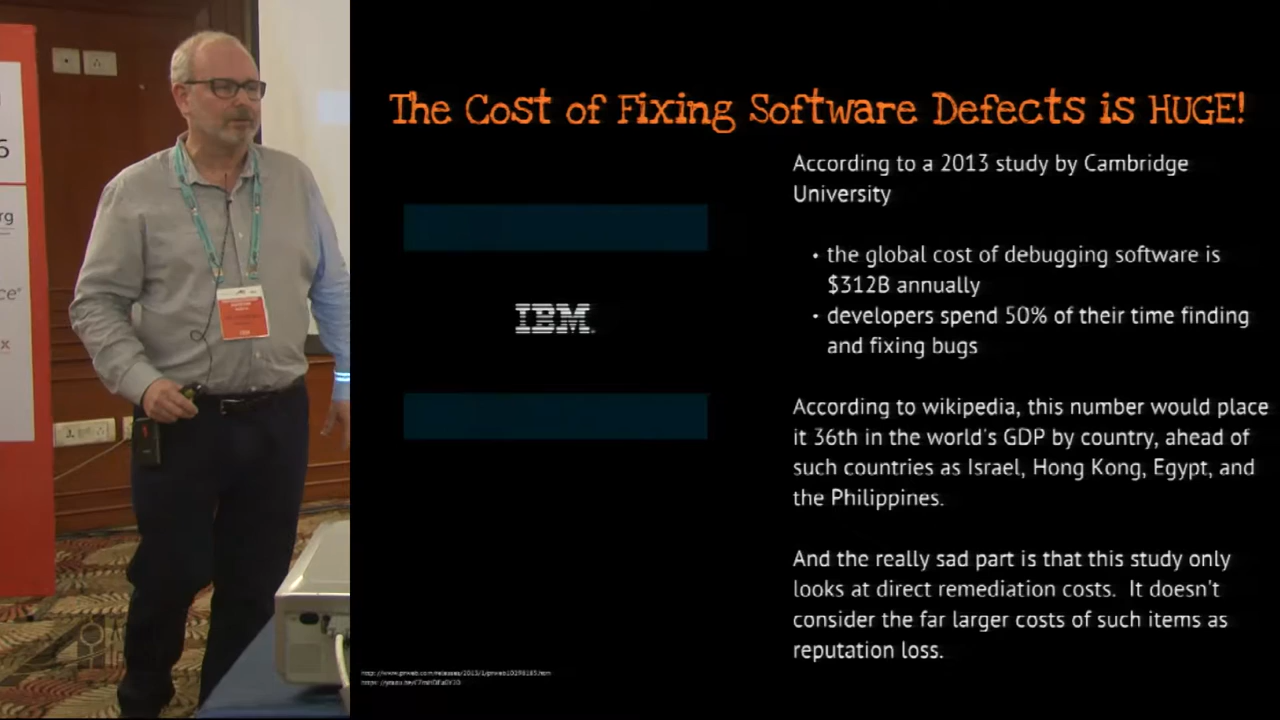 The Cost of Fixing Software Defects is HUGE!
According to a 2013 study by Cambridge
University
• the global cost of debugging software is
$312B annually
• developers spend 50% of their time finding
and fixing bugs
According to wikipedia, this number would place
it 36th in the world's GDP by country, ahead of
such countries as Israel, Hong Kong, Egypt, and
the Philippines.
And the really sad part is that this study only
looks at direct remediation costs. It doesn't
consider the far larger costs of such items as
reputation loss.
IBM